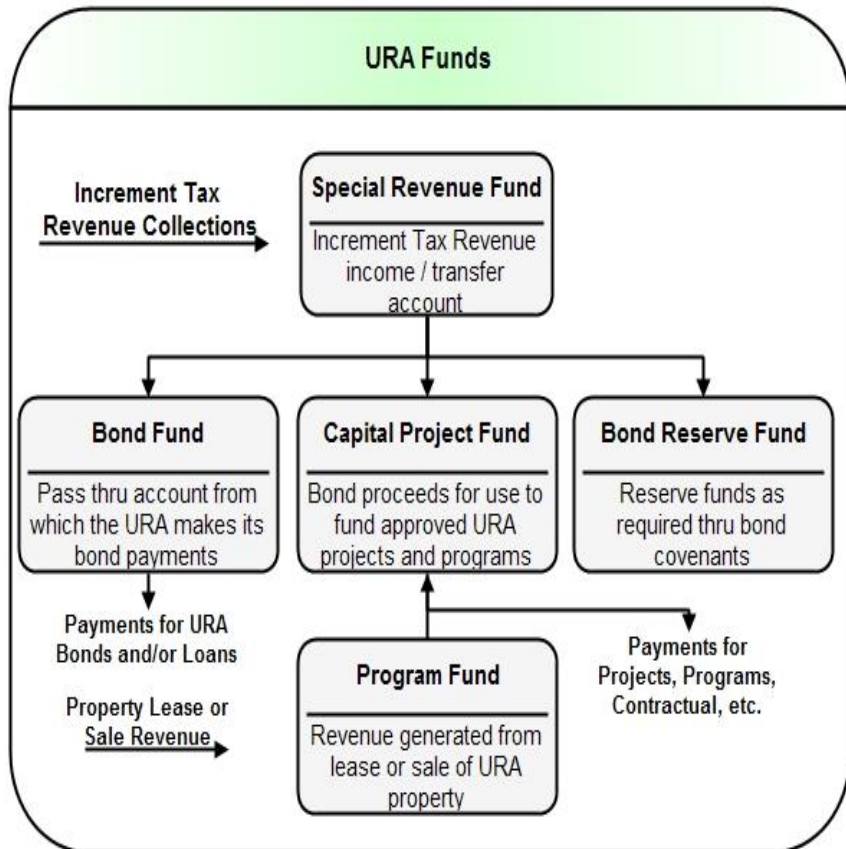 URA Funds
Increment Tax
Revenue Collections
Special Revenue Fund
Increment Tax Revenue
income / transfer
account
Bond Fund
Pass thru account from
which the URA makes its
bond payments
Capital Project Fund
Bond proceeds for use to
fund approved URA
projects and programs
Bond Reserve Fund
Reserve funds as
required thru bond
covenants
Payments for URA
Bonds and/or Loans
Property Lease or
Sale Revenue
Program Fund
Revenue generated from
lease or sale of URA
property
Payments for
Projects, Programs,
Contractual, etc.